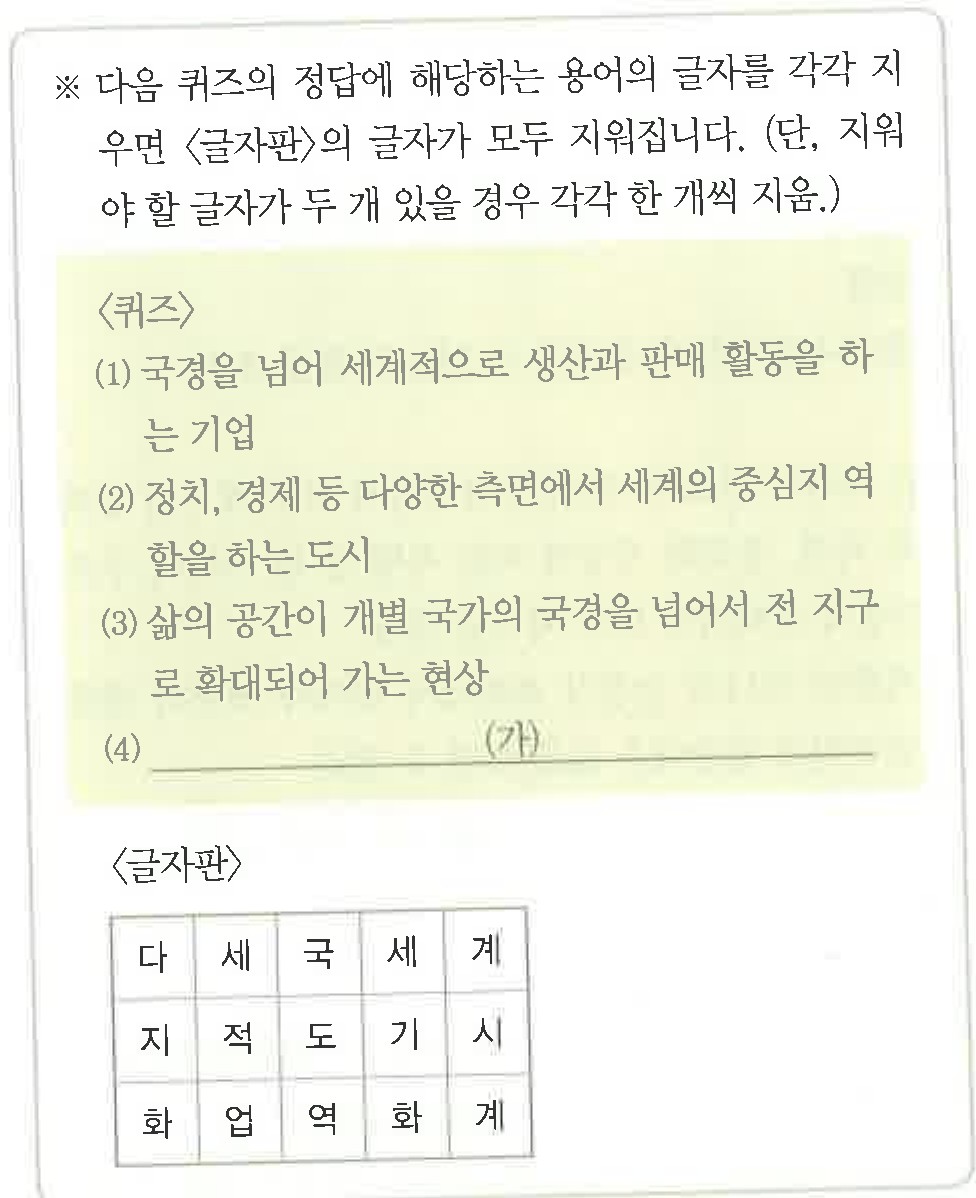 ※ 다음 퀴즈의 정답에 해당하는 용어의 글자를 각각 지
우면 〈글자판〉의 글자가 모두 지워집니다. (단, 지워
야 할 글자가 두 개 있을 경우 각각 한 개씩 지움.)
〈퀴즈〉
(1) 국경을 넘어 세계적으로 생산과 판매 활동을 하
는 기업
(2) 정치, 경제 등 다양한 측면에서 세계의 중심지 역
할을 하는 도시
(3) 삶의 공간이 개별 국가의 국경을 넘어서 전 지구
로 확대되어 가는 현상
(4) (가)
〈글자판〉
다 세 국 세 계
지 적 도 기 시
화 업 역 화 계